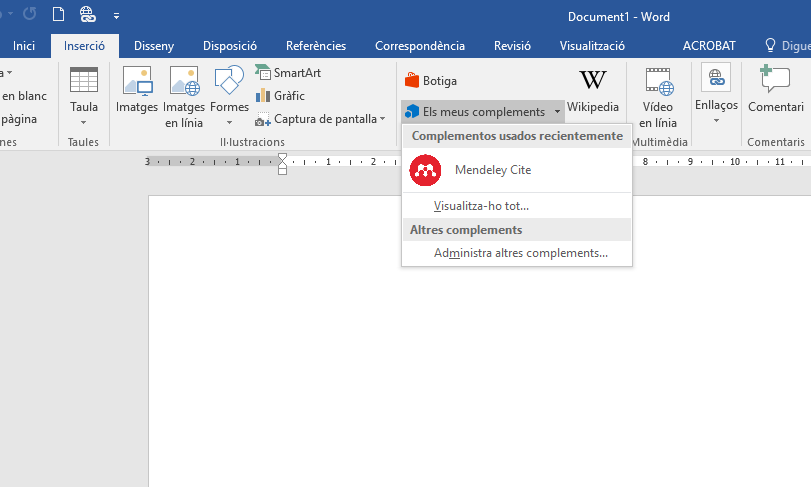 Document1 - Word
Inici Inserció Disseny Disposició Referències Correspondència Revisió Visualització ACROBAT Digue
en blanc
pàgina
Taula
Taules
Imatges
Imatges en línia
Formes
SmartArt
Gràfic
Captura de pantalla
Il·lustracions
Botiga
Els meus complements
W
Wikipedia
Complementos usados recientemente
Mendeley Cite
Visualitza-ho tot...
Altres complements
Administra altres complements...
Vídeo en línia
Multimèdia
Enllaços
Comentari
Comentaris
3 2 1 1 2 8 9 10 11 12